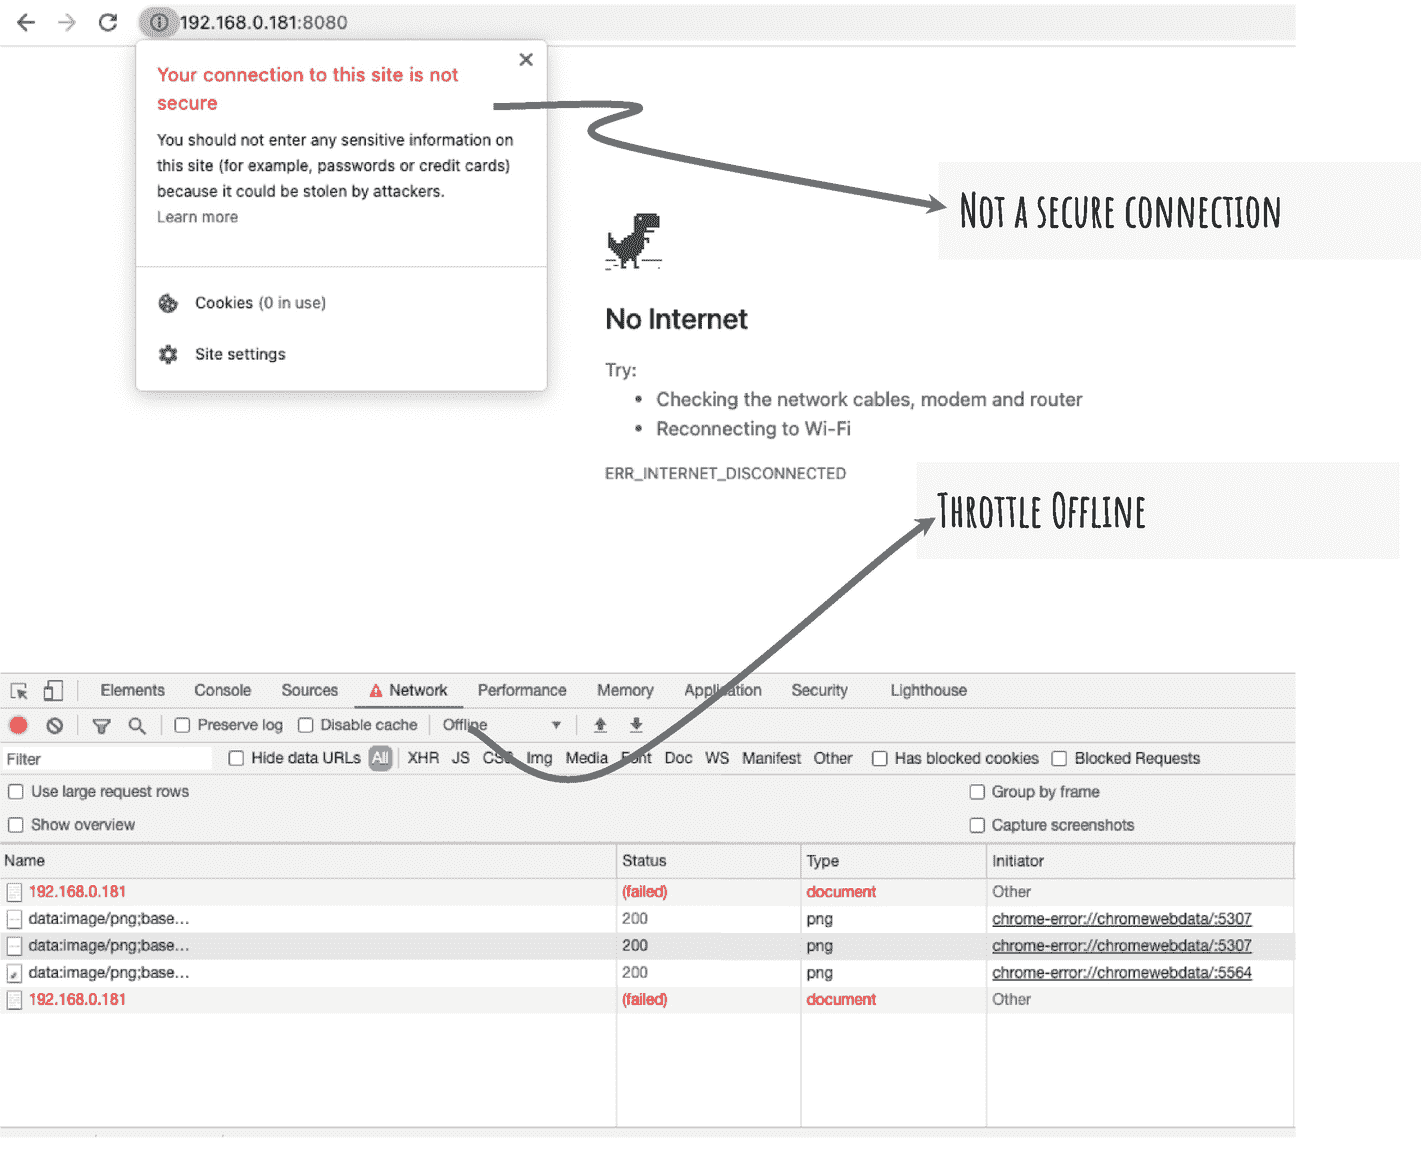 192.168.0.181:8080
Your connection to this site is not
secure
You should not enter any sensitive information on
this site (for example, passwords or credit cards)
because it could be stolen by attackers.
Learn more
Cookies (0 in use)
Site settings
NOT A SECURE CONNECTION
No Internet
Try:
• Checking the network cables, modem and router
• Reconnecting to Wi-Fi
ERR_INTERNET_DISCONNECTED
THROTTLE OFFLINE
Elements Console Sources Network Performance Memory Application Security Lighthouse
Preserve log Disable cache Offline
Filter Hide data URLs All XHR JS CSS Img Media Font Doc WS Manifest Other Has blocked cookies Blocked Requests
Use large request rows Group by frame
Show overview Capture screenshots
Name Status Type Initiator
192.168.0.181 (failed) document Other
data:image/png;base... 200 png chrome-error://chromewebdata/:5307
data:image/png;base... 200 png chrome-error://chromewebdata/:5307
data:image/png;base... 200 png chrome-error://chromewebdata/:5564
192.168.0.181 (failed) document Other